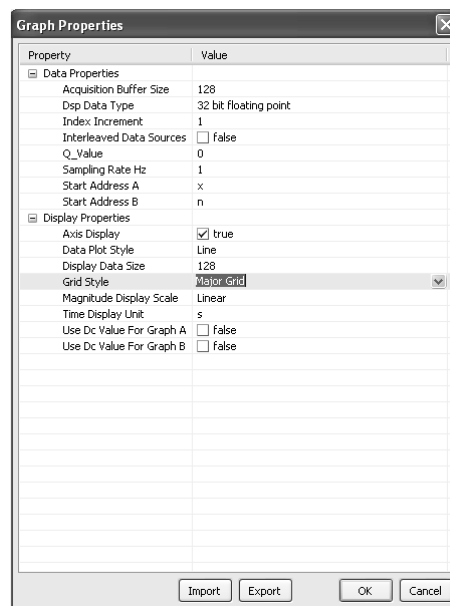 Graph Properties
Property Value
Data Properties
Acquisition Buffer Size 128
Dsp Data Type 32 bit floating point
Index Increment 1
Interleaved Data Sources false
Q_Value 0
Sampling Rate Hz 1
Start Address A x
Start Address B n
Display Properties
Axis Display true
Data Plot Style Line
Display Data Size 128
Grid Style Major Grid
Magnitude Display Scale Linear
Time Display Unit s
Use Dc Value For Graph A false
Use Dc Value For Graph B false
Import Export OK Cancel